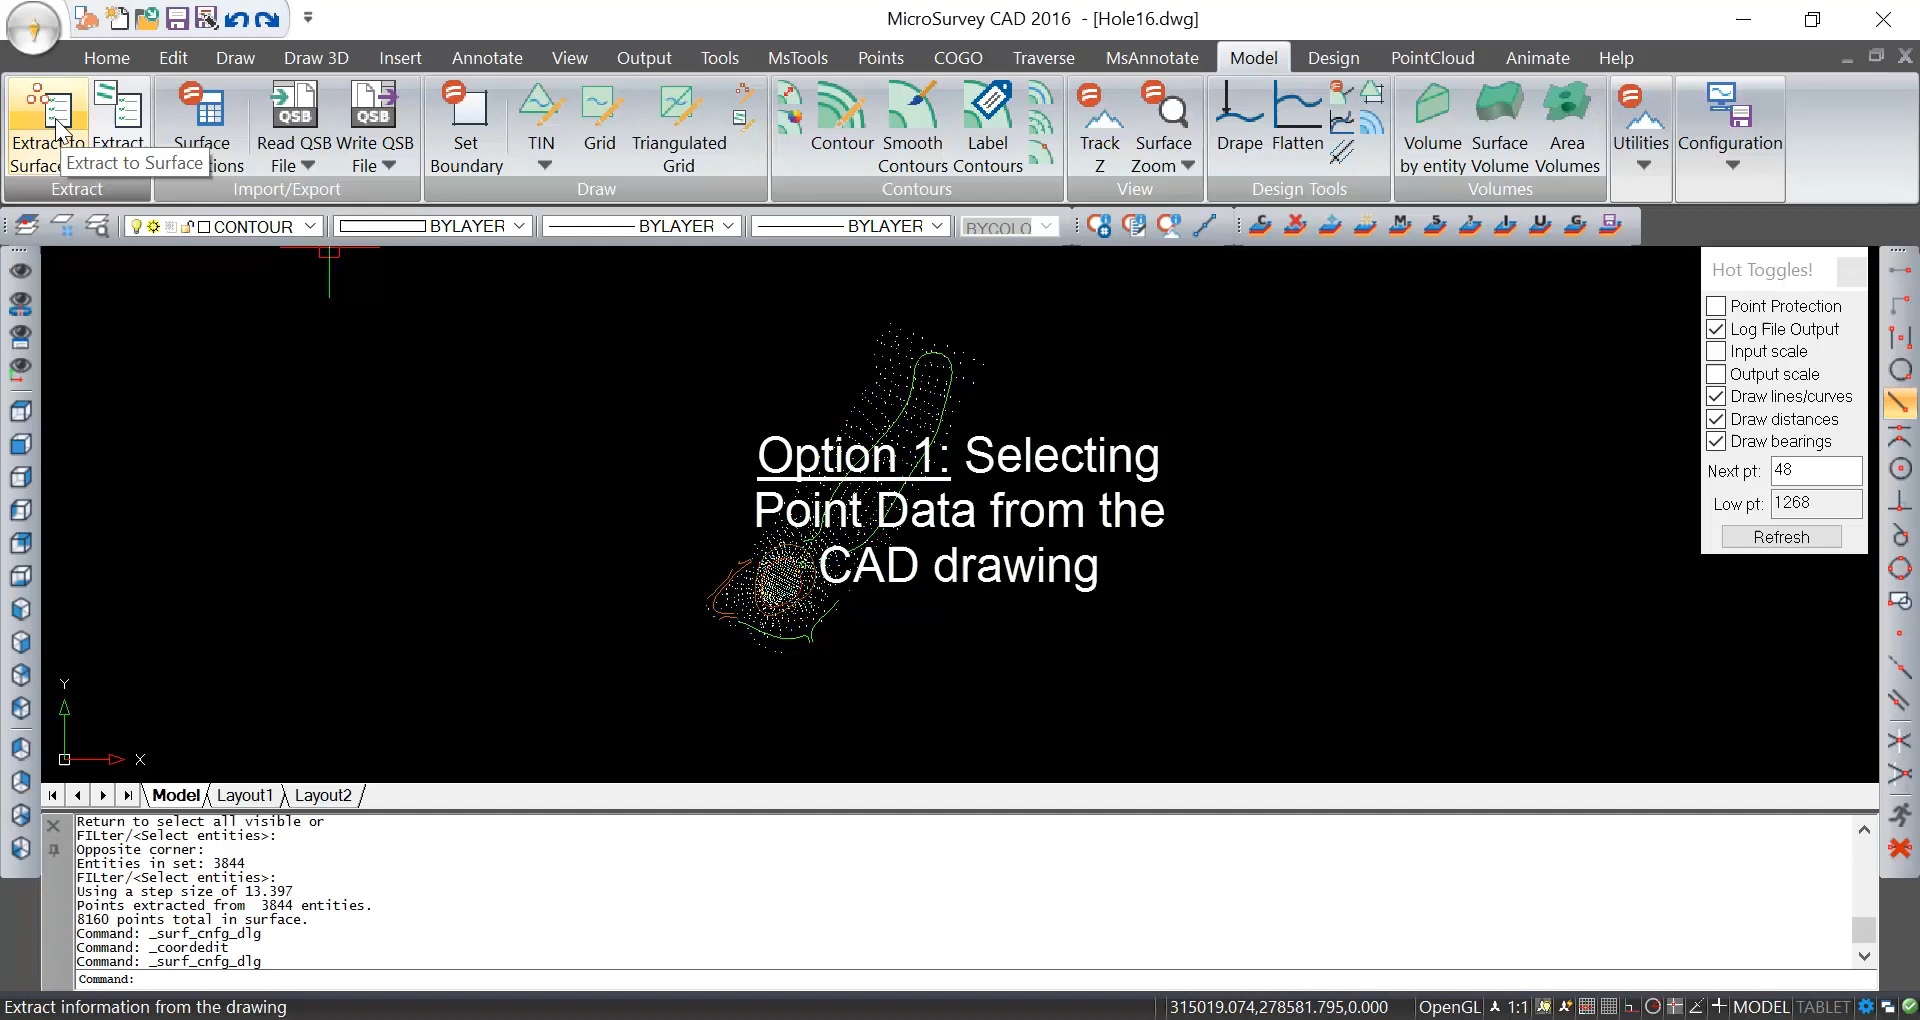 MicroSurvey CAD 2016 - [Hole16.dwg]
Home Edit Draw Draw 3D Insert Annotate View Output Tools MsTools Points COGO Traverse MsAnnotate Model Design PointCloud Animate Help
Extract to Surface
Extract
Surface
Read QSB File
Write QSB File
Set Boundary
TIN
Grid
Triangulated Grid
Contour
Smooth Contours
Label Contours
Track Z
Surface Zoom
Drape
Flatten
Volume by entity
Surface Volume
Area Volumes
Utilities
Configuration
Extract to Surface
Extract
Import/Export
Draw
Contours
View
Design Tools
Volumes
CONTOUR
BYLAYER
BYLAYER
BYLAYER
BYCOLO
Hot Toggles!
Point Protection
Log File Output
Input scale
Output scale
Draw lines/curves
Draw distances
Draw bearings
Next pt: 48
Low pt: 1268
Refresh
Option 1: Selecting
Point Data from the
CAD drawing
Y
X
Model Layout1 Layout2
Return to select all visible or
FILter/<Select entities>:
Opposite corner:
Entities in set: 3844
FILter/<Select entities>:
Using a step size of 13.397
Points extracted from 3844 entities.
8160 points total in surface.
Command: _surf_cnfg_dlg
Command: _coordedit
Command: _surf_cnfg_dlg
Command:
Extract information from the drawing
315019.074,278581.795,0.000 OpenGL 1:1 MODEL TABLET